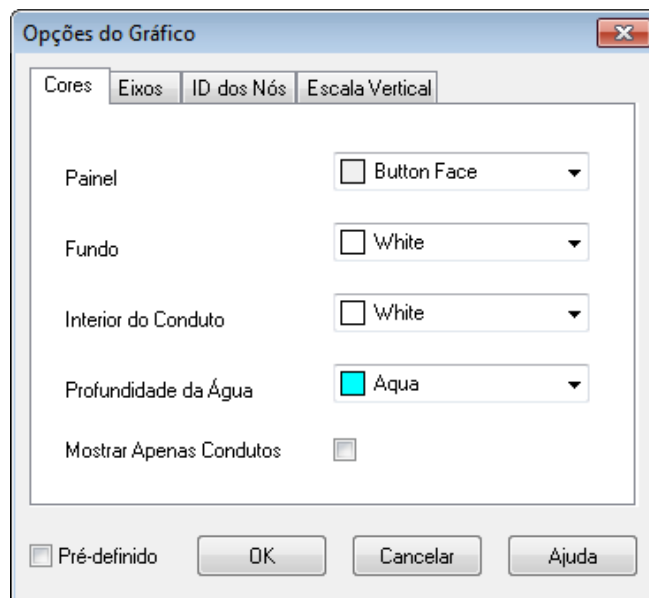 Opções do Gráfico
Cores Eixos ID dos Nós Escala Vertical
Painel Button Face
Fundo White
Interior do Conduto White
Profundidade da Água Aqua
Mostrar Apenas Condutos
Pré-definido OK Cancelar Ajuda